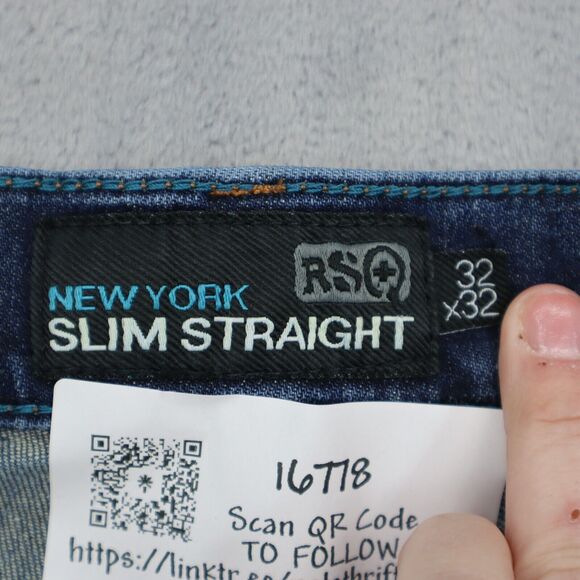 RSQ
NEW YORK
SLIM STRAIGHT
32
x32
16T18
Scan QR Code
TO FOLLOW